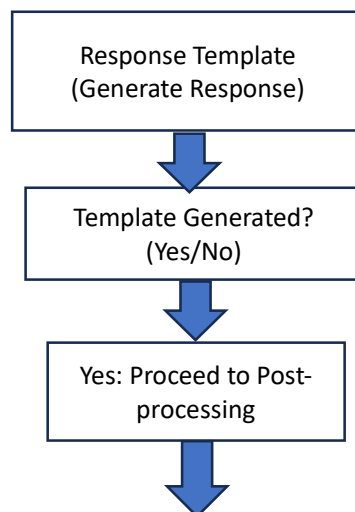 Response Template
(Generate Response)
Template Generated?
(Yes/No)
Yes: Proceed to Post-
processing